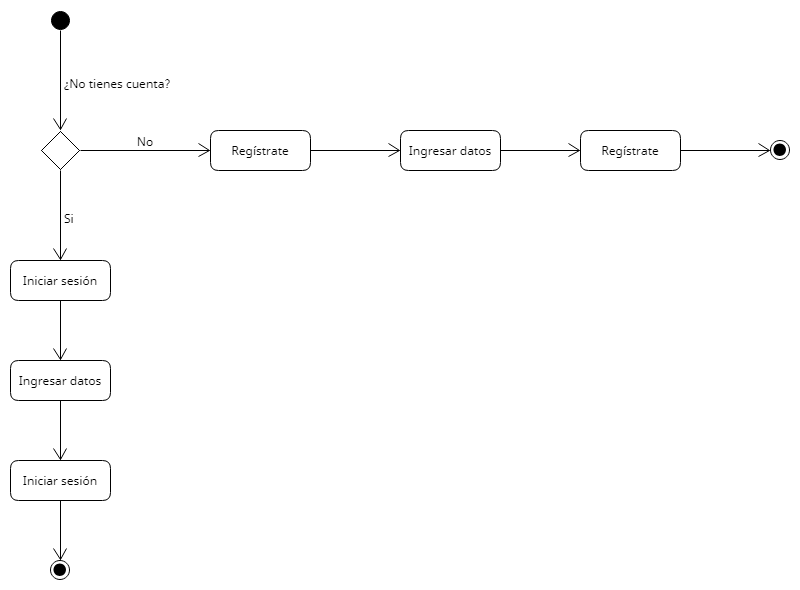 ¿No tienes cuenta?
No
Regístrate
Ingresar datos
Regístrate
Si
Iniciar sesión
Ingresar datos
Iniciar sesión